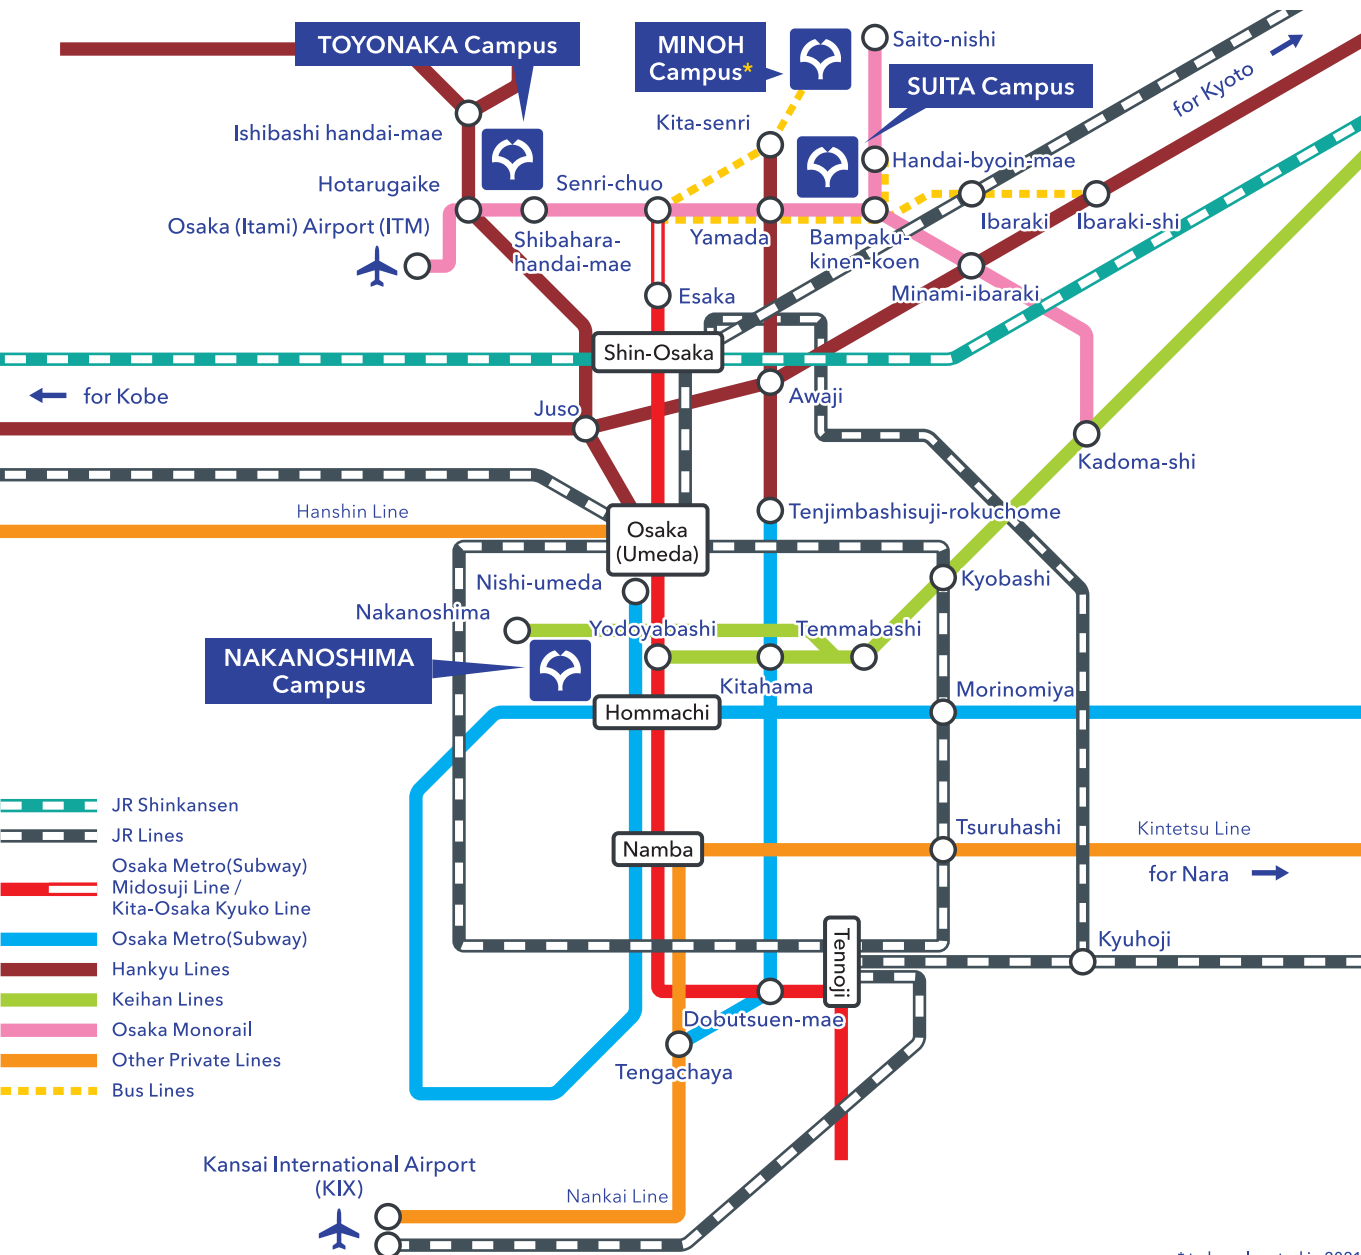 TOYONAKA Campus
MINOH
Campus*
Saito-nishi
SUITA Campus
for Kyoto
Kita-senri
Ishibashi handai-mae
Handai-byoin-mae
Hotarugaike
Senri-chuo
Osaka (Itami) Airport (ITM)
Shibahara-
handai-mae
Yamada
Bampaku-
kinen-koen
Ibaraki
Ibaraki-shi
Esaka
Minami-ibaraki
Shin-Osaka
for Kobe
Juso
Awaji
Kadoma-shi
Hanshin Line
Tenjimbashisuji-rokuchome
Osaka
(Umeda)
Nishi-umeda
Kyobashi
Nakanoshima
Yodoyabashi
Temmabashi
NAKANOSHIMA
Campus
Kitahama
Morinomiya
Hommachi
JR Shinkansen
JR Lines
Osaka Metro(Subway)
Midosuji Line /
Kita-Osaka Kyuko Line
Osaka Metro(Subway)
Hankyu Lines
Keihan Lines
Osaka Monorail
Other Private Lines
Bus Lines
Namba
Tsuruhashi
Kintetsu Line
for Nara
Tennoji
Kyuhoji
Dobutsuen-mae
Tengachaya
Kansai International Airport
(KIX)
Nankai Line